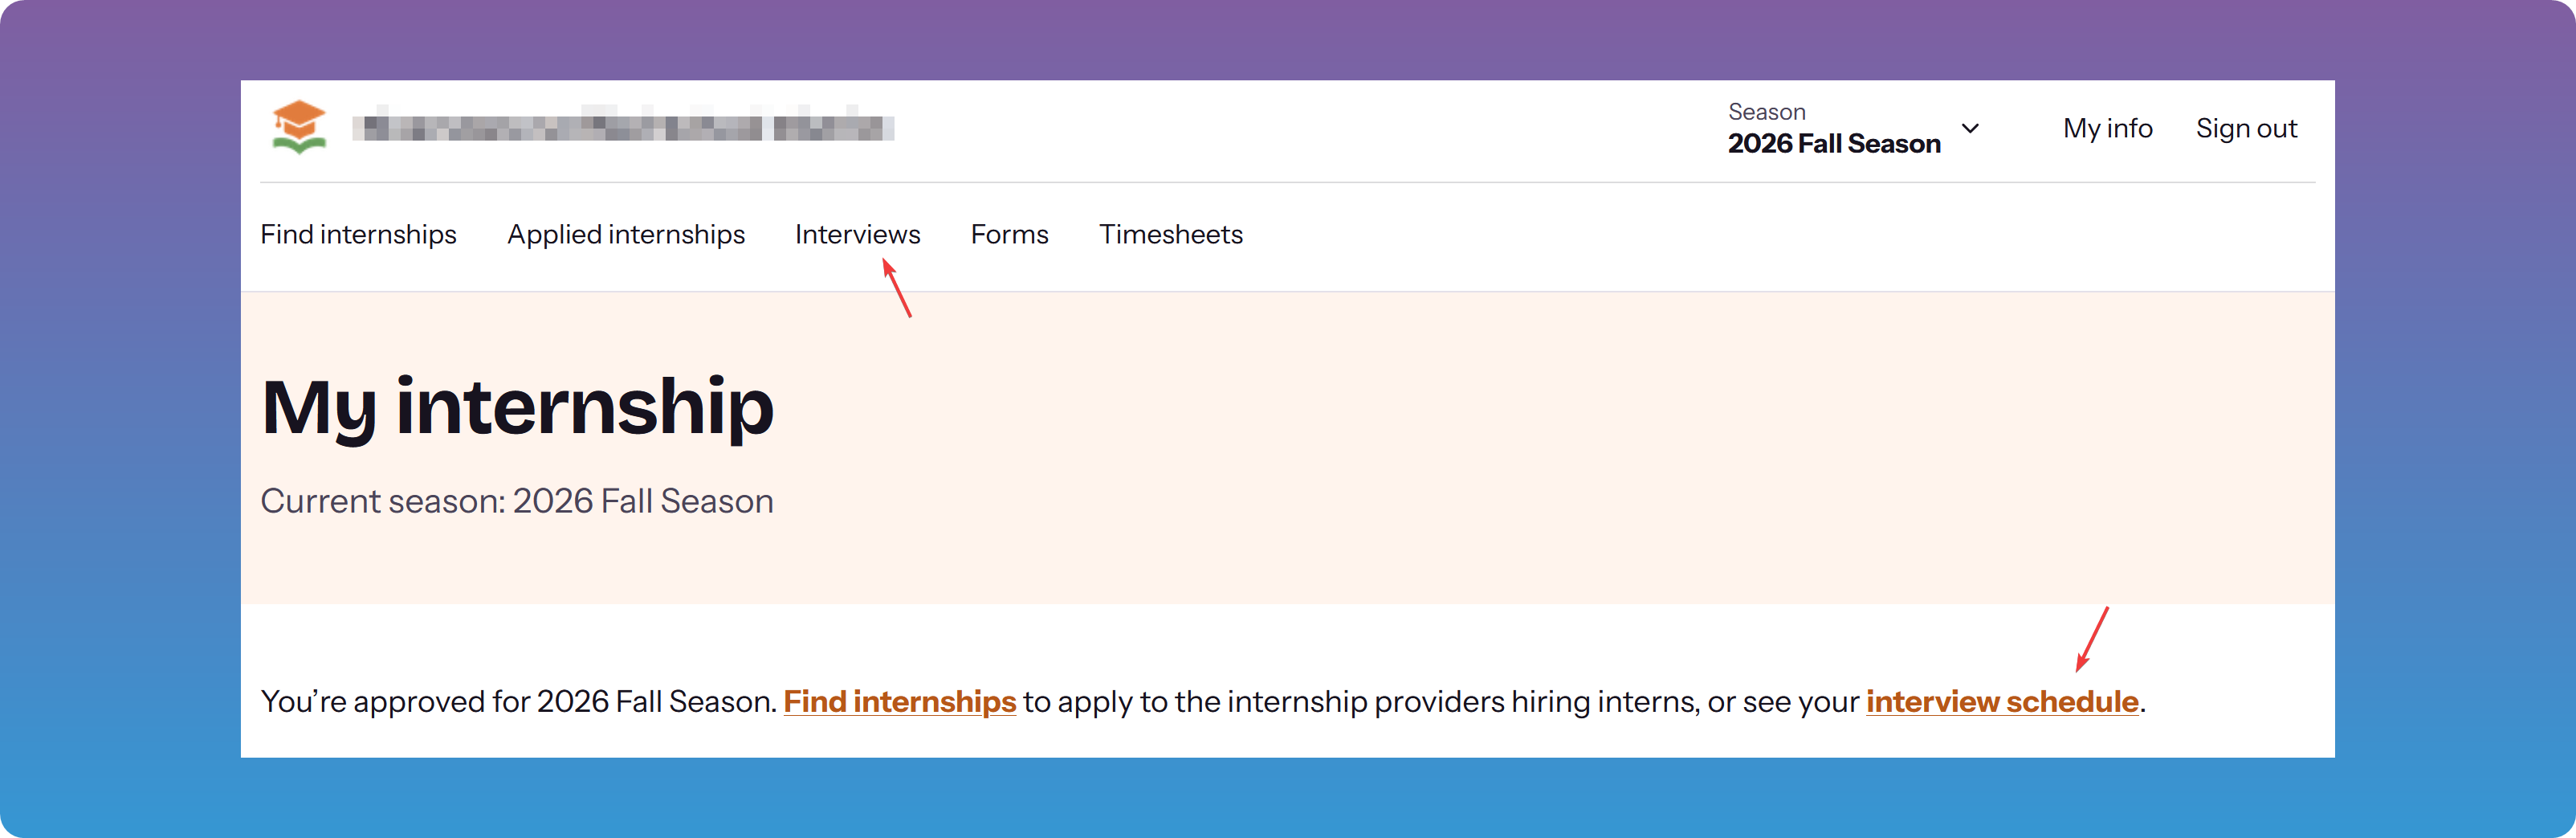 Season
2026 Fall Season
My info
Sign out
Find internships
Applied internships
Interviews
Forms
Timesheets
My internship
Current season: 2026 Fall Season
You’re approved for 2026 Fall Season. Find internships to apply to the internship providers hiring interns, or see your interview schedule.